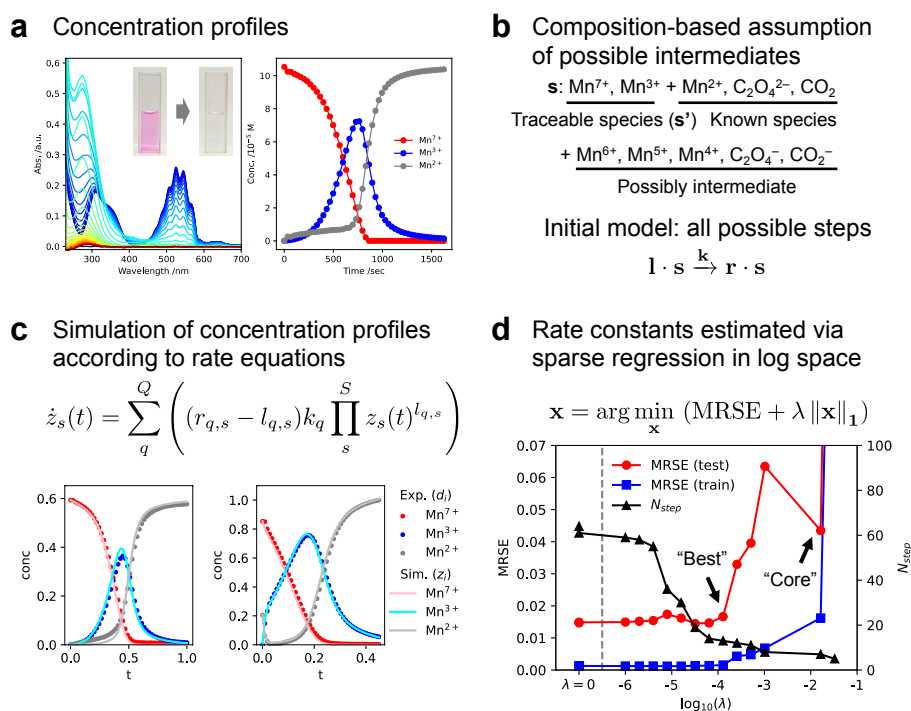 a Concentration profiles
Abs. /a.u.
0.6
0.5
0.4
0.3
0.2
0.1
0.0
300 400 500 600 700
Wavelength /nm
Conc. /10⁻⁵ M
10
8
6
4
2
0
Mn⁷⁺
Mn³⁺
Mn²⁺
0 500 1000 1500
Time /sec
b Composition-based assumption
of possible intermediates
s: Mn⁷⁺, Mn³⁺ + Mn²⁺, C₂O₄²⁻, CO₂
Traceable species (s') Known species
+ Mn⁶⁺, Mn⁵⁺, Mn⁴⁺, C₂O₄⁻, CO₂⁻
Possibly intermediate
Initial model: all possible steps
l · s →ᵏ r · s
c Simulation of concentration profiles
according to rate equations
ż_s(t) = ∑_q^Q ((r_{q,s} − l_{q,s})k_q ∏_s^S z_s(t)^{l_{q,s}})
conc
0.6
0.4
0.2
0.0
0.0 0.5 1.0
t
conc
1.0
0.8
0.6
0.4
0.2
0.0
0.0 0.2 0.4
t
Exp. (dᵢ)
Mn⁷⁺
Mn³⁺
Mn²⁺
Sim. (zᵢ)
Mn⁷⁺
Mn³⁺
Mn²⁺
d Rate constants estimated via
sparse regression in log space
x = arg min_x (MRSE + λ ‖x‖₁)
MRSE
0.07
0.06
0.05
0.04
0.03
0.02
0.01
0.00
MRSE (test)
MRSE (train)
N_step
"Best"
"Core"
100
80
60
40
20
0
N_step
λ = 0 -6 -5 -4 -3 -2 -1
log₁₀(λ)